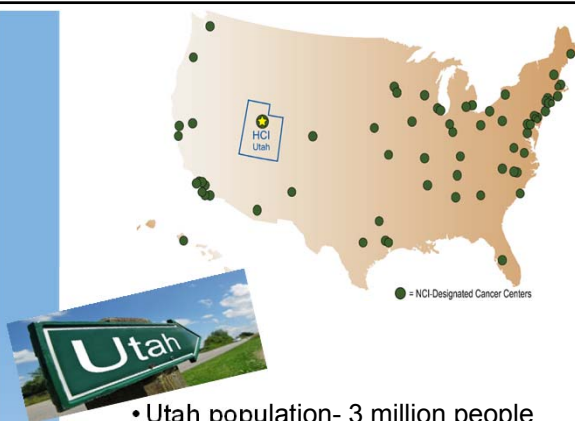 HCI
Utah
= NCI-Designated Cancer Centers
Utah
• Utah population- 3 million people